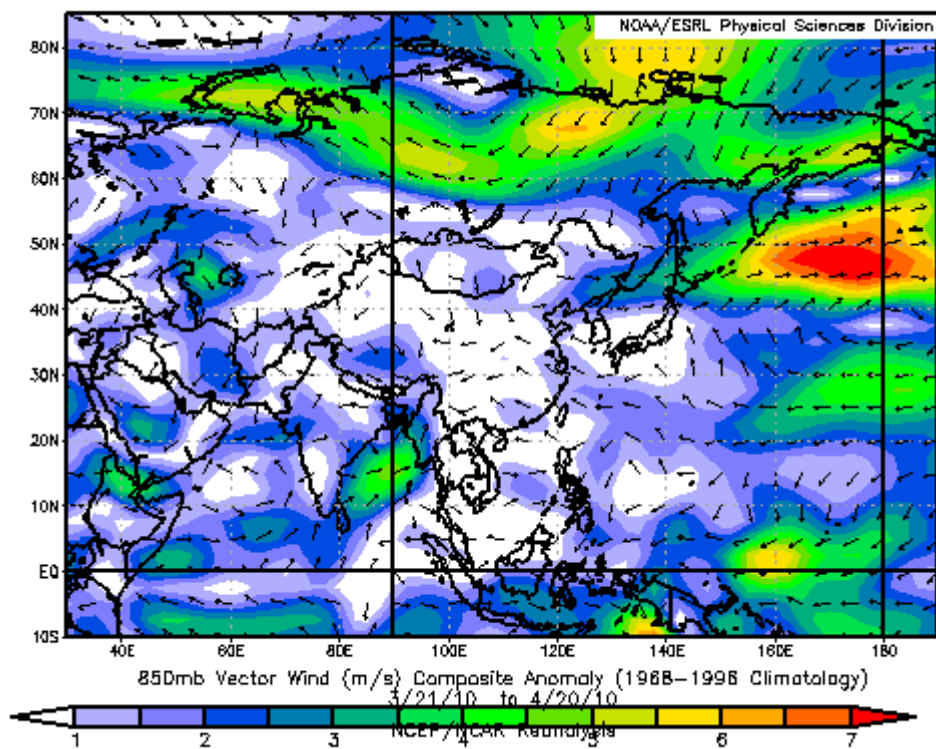 NOAA/ESRL Physical Sciences Division
80N
70N
60N
50N
40N
30N
20N
10N
EQ
10S
40E 60E 80E 100E 120E 140E 160E 180 160
850mb Vector Wind (m/s) Composite Anomaly (1968-1996 Climatology)
3/21/10 to 4/20/10
NCEP/NCAR Reanalysis
1 2 3 4 5 6 7